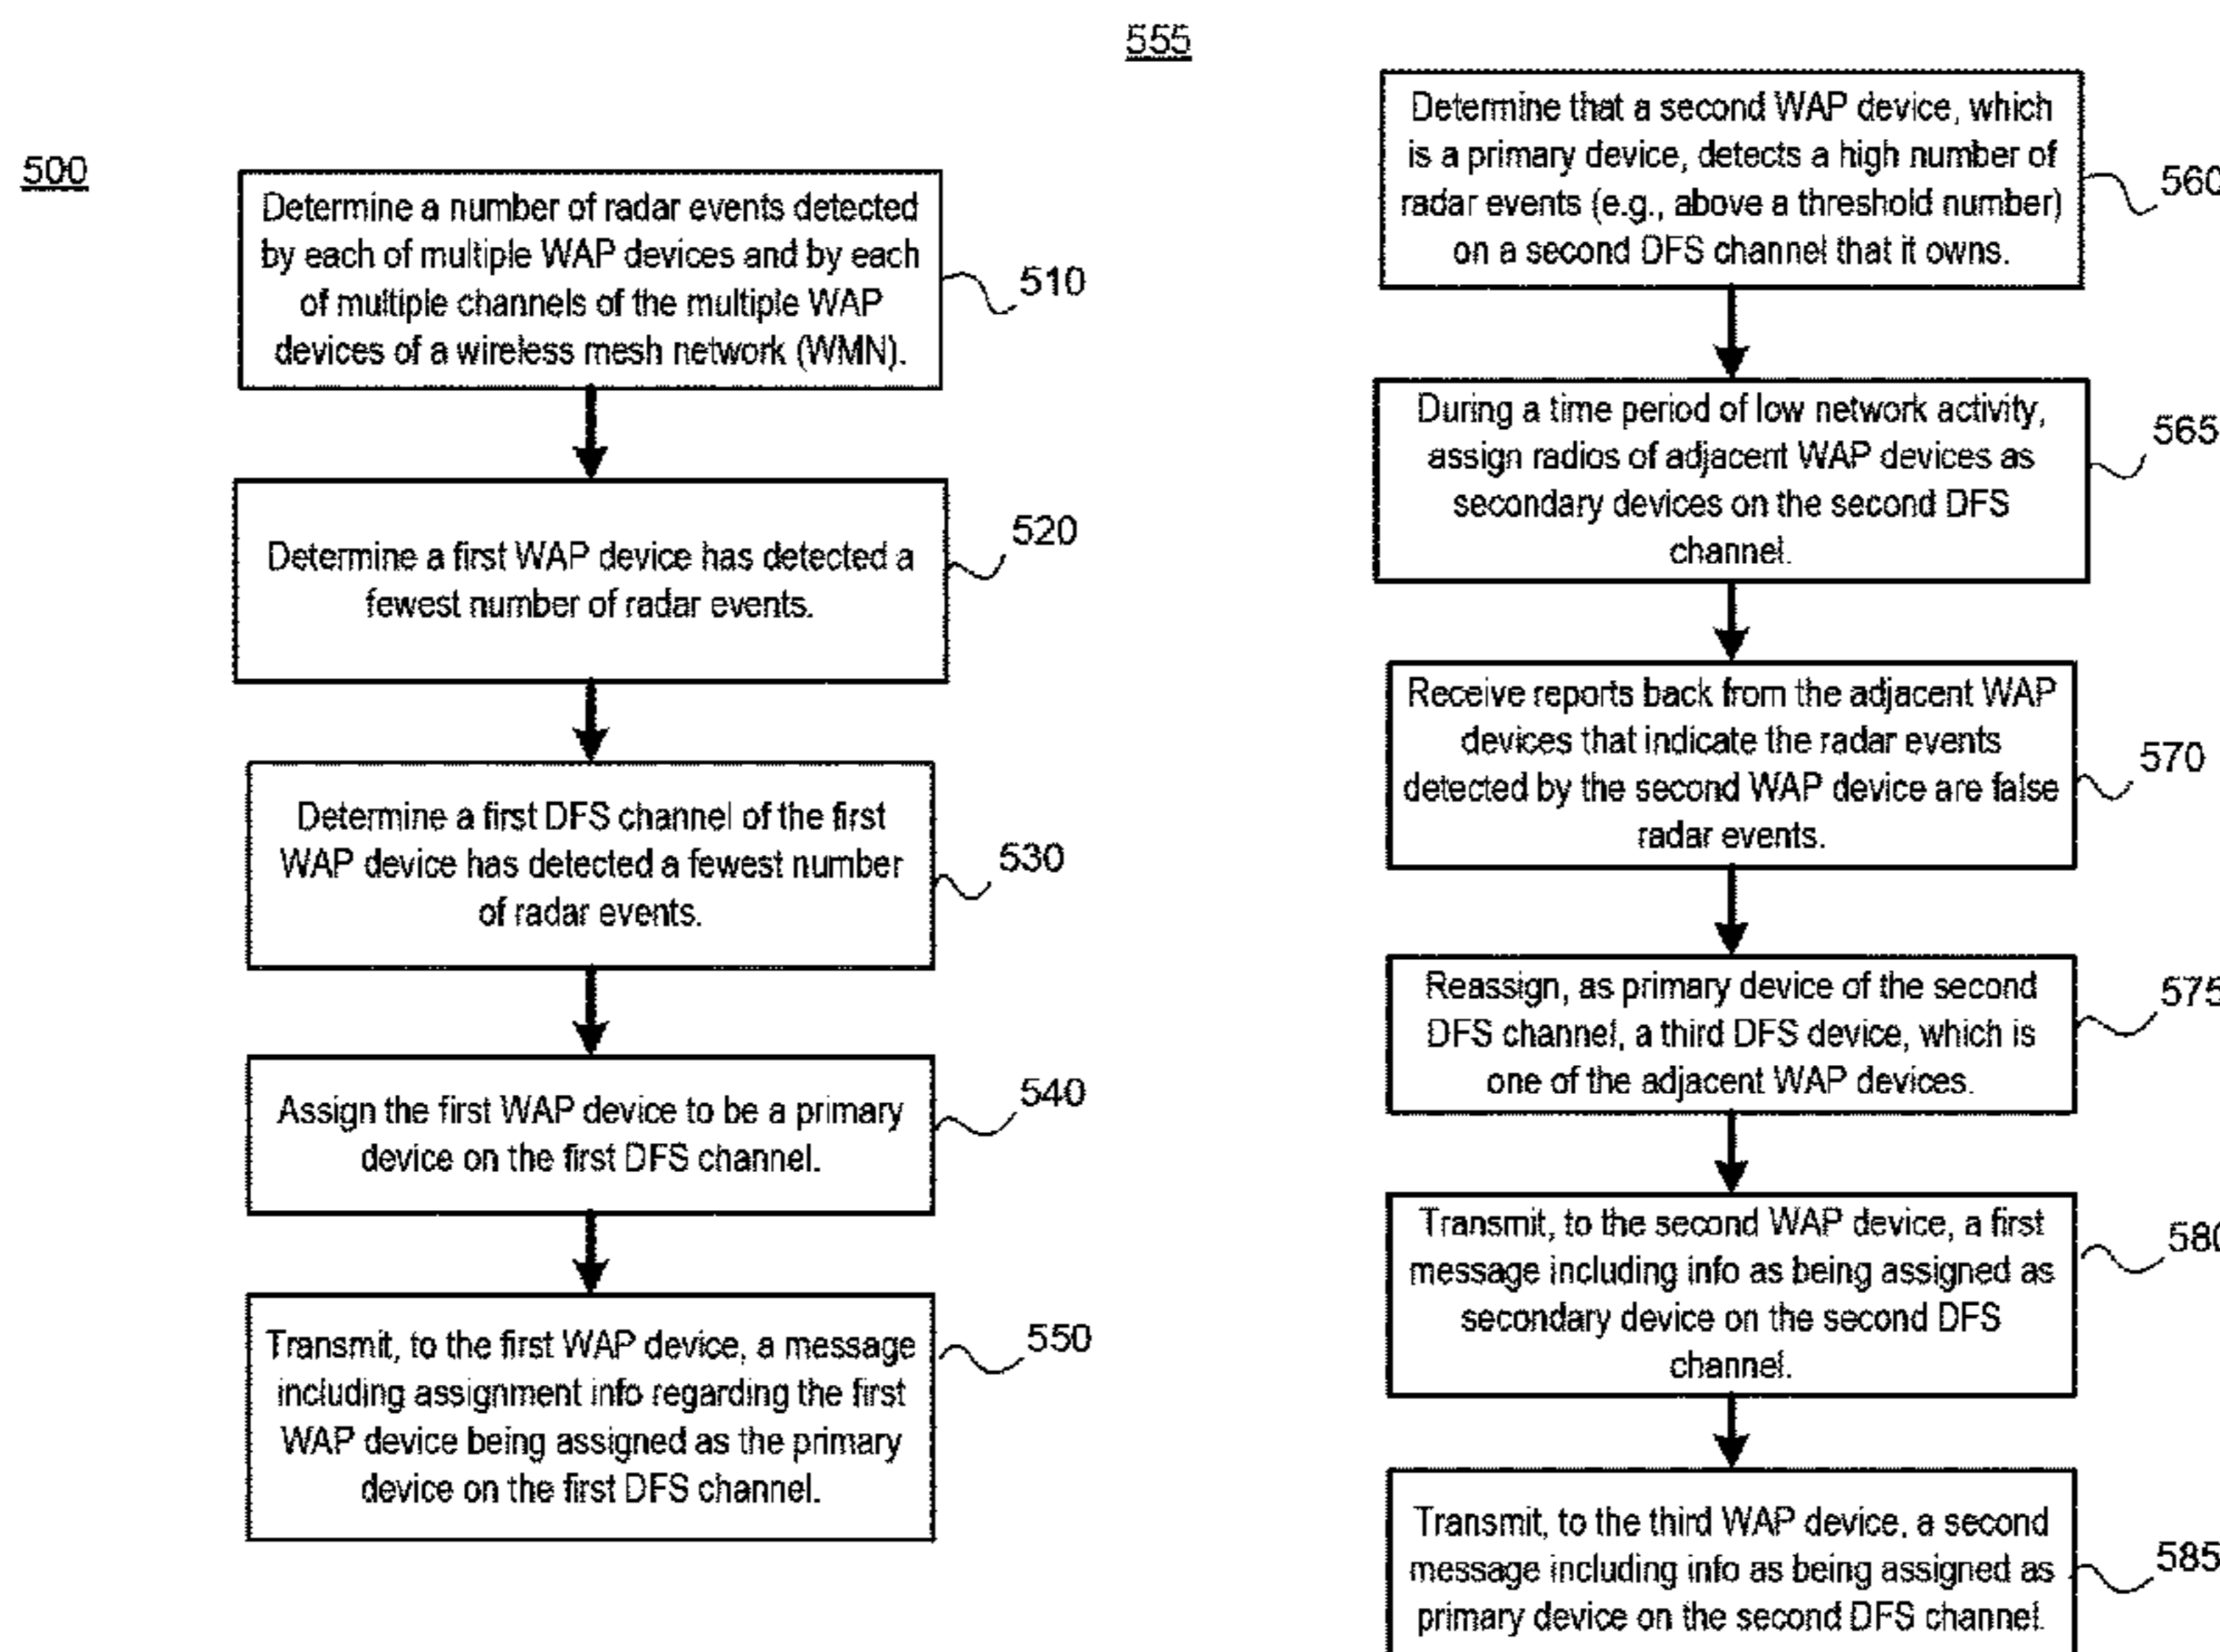 500
Determine a number of radar events detected
by each of multiple WAP devices and by each
of multiple channels of the multiple WAP
devices of a wireless mesh network (WMN).
510
Determine a first WAP device has detected a
fewest number of radar events.
520
Determine a first DFS channel of the first
WAP device has detected a fewest number
of radar events.
530
Assign the first WAP device to be a primary
device on the first DFS channel.
540
Transmit, to the first WAP device, a message
including assignment info regarding the first
WAP device being assigned as the primary
device on the first DFS channel.
550
555
Determine that a second WAP device, which
is a primary device, detects a high number of
radar events (e.g., above a threshold number)
on a second DFS channel that it owns.
560
During a time period of low network activity,
assign radios of adjacent WAP devices as
secondary devices on the second DFS
channel.
565
Receive reports back from the adjacent WAP
devices that indicate the radar events
detected by the second WAP device are false
radar events.
570
Reassign, as primary device of the second
DFS channel, a third DFS device, which is
one of the adjacent WAP devices.
575
Transmit, to the second WAP device, a first
message including info as being assigned as
secondary device on the second DFS
channel.
580
Transmit, to the third WAP device, a second
message including info as being assigned as
primary device on the second DFS channel.
585